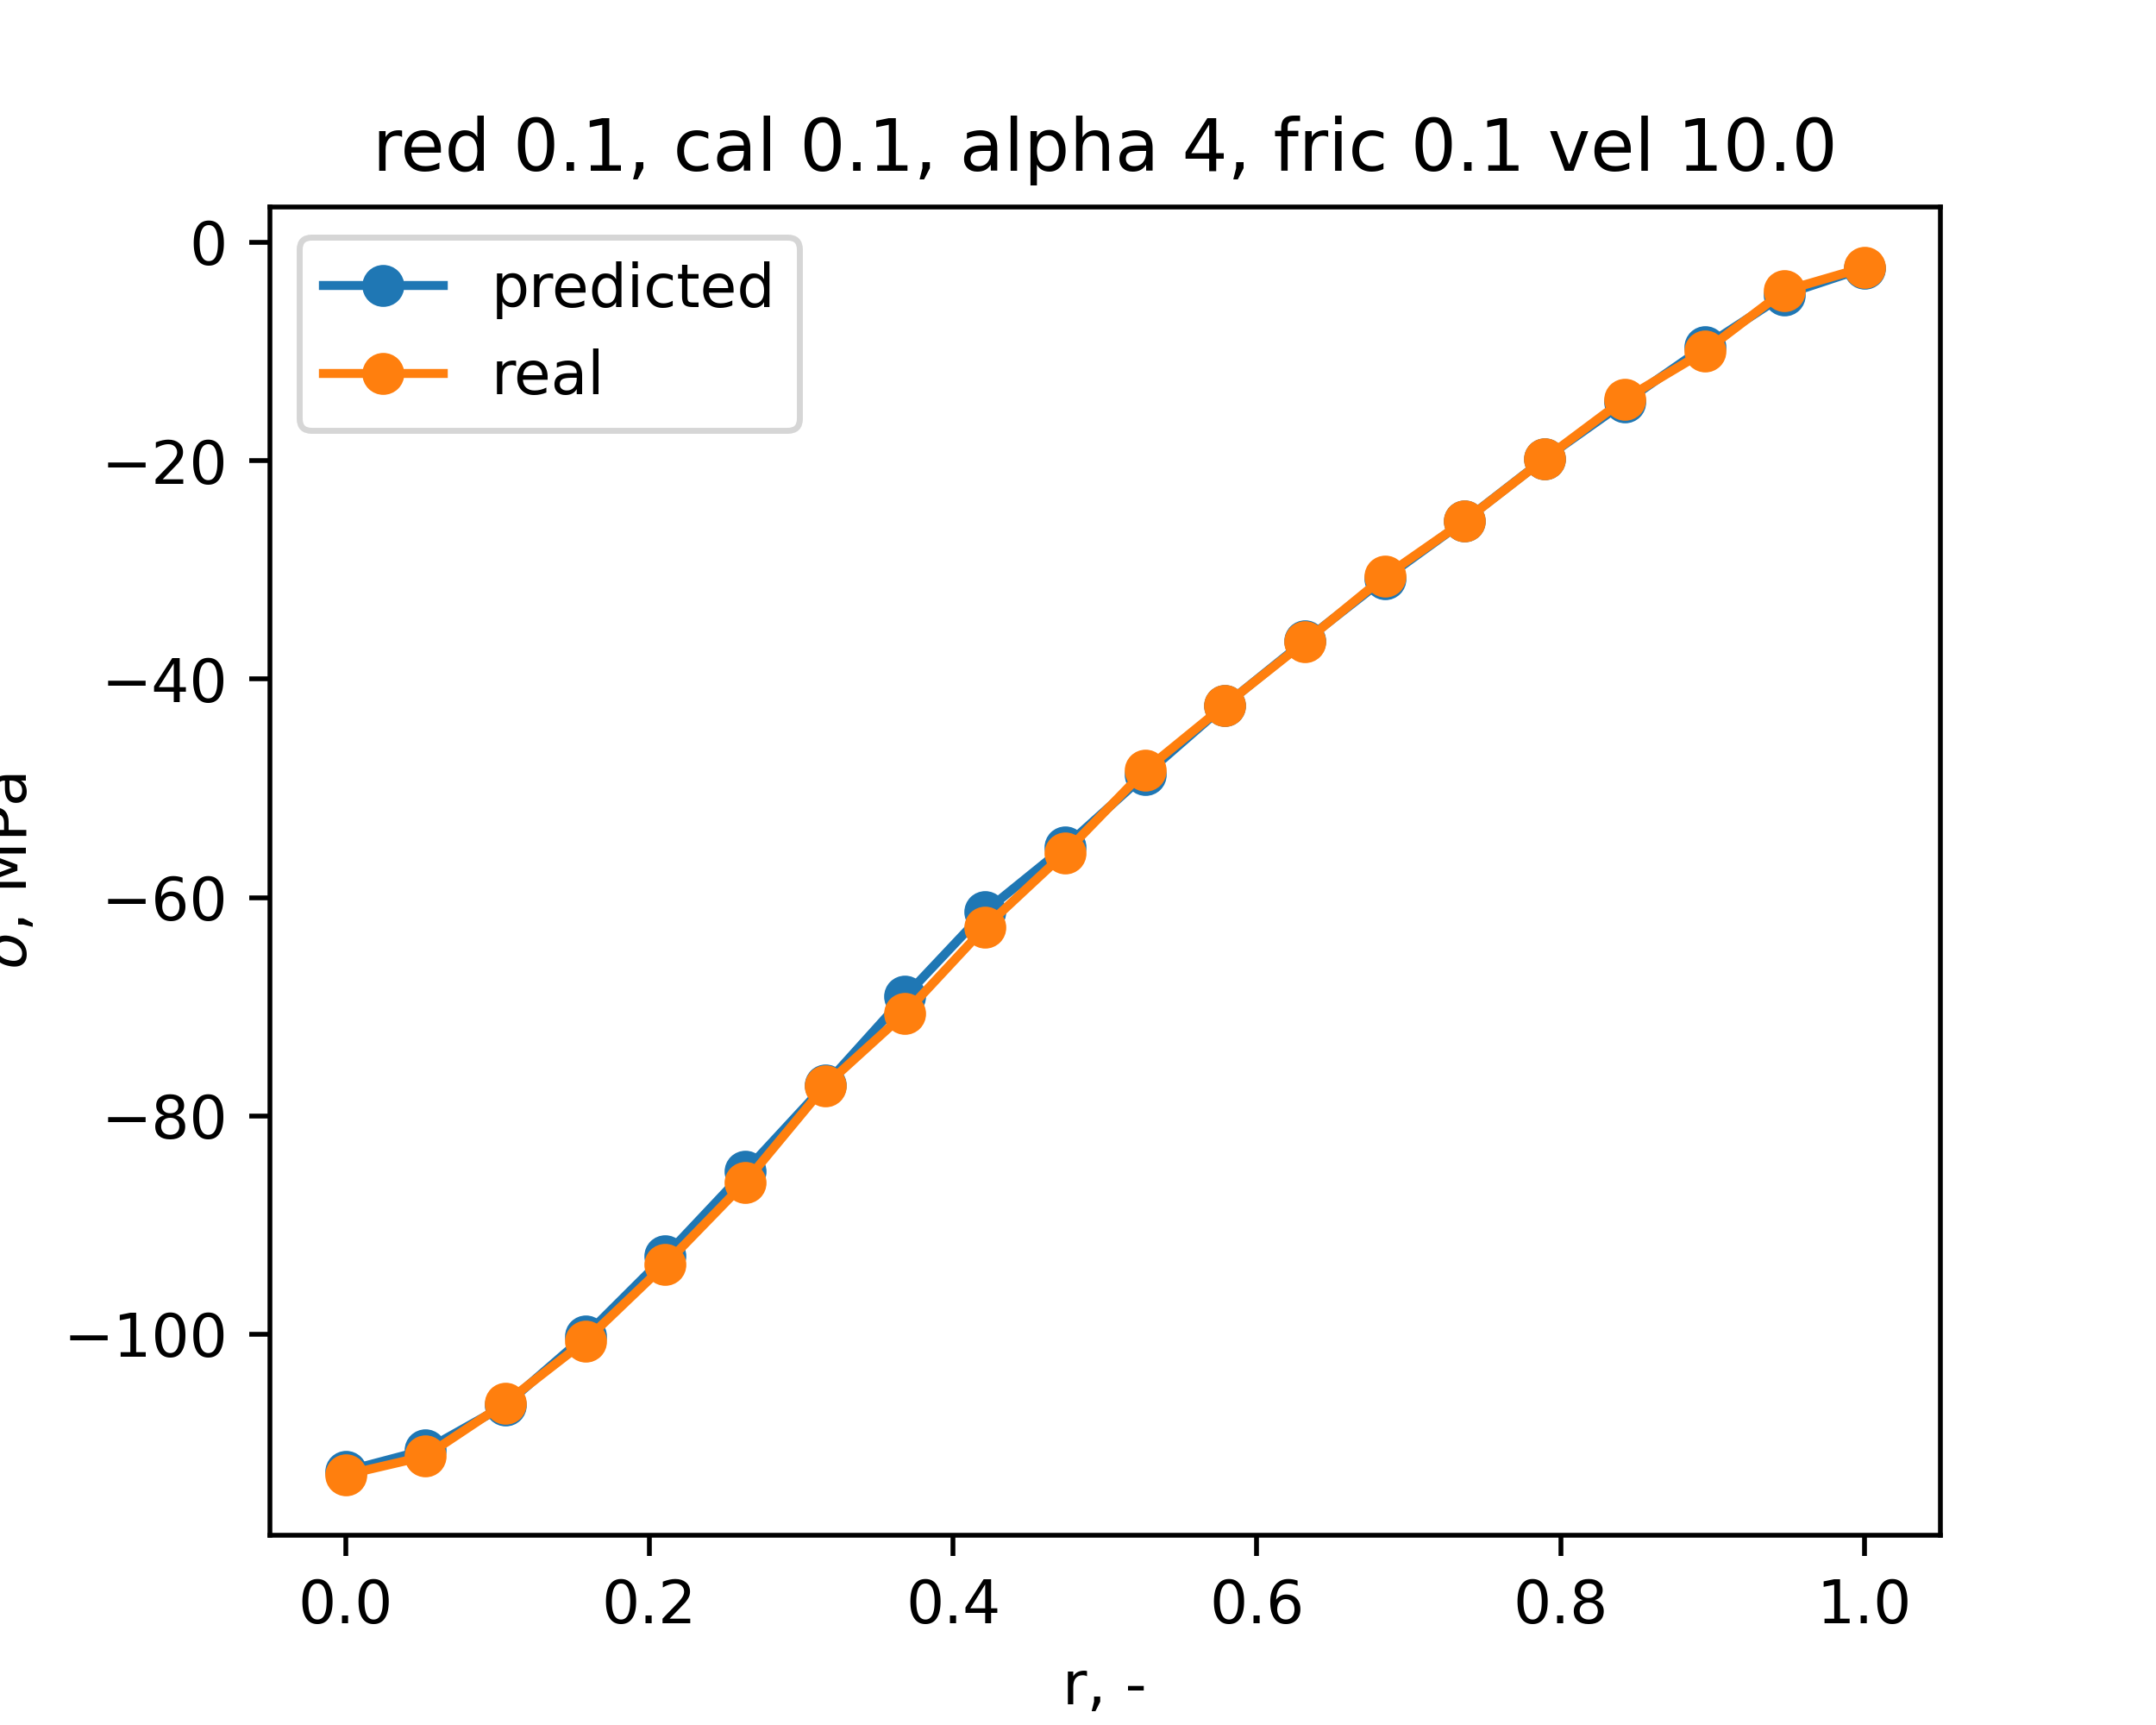 red 0.1, cal 0.1, alpha 4, fric 0.1 vel 10.0
predicted
real
0
−20
−40
−60
−80
−100
, MPa
0.0 0.2 0.4 0.6 0.8 1.0
r, -